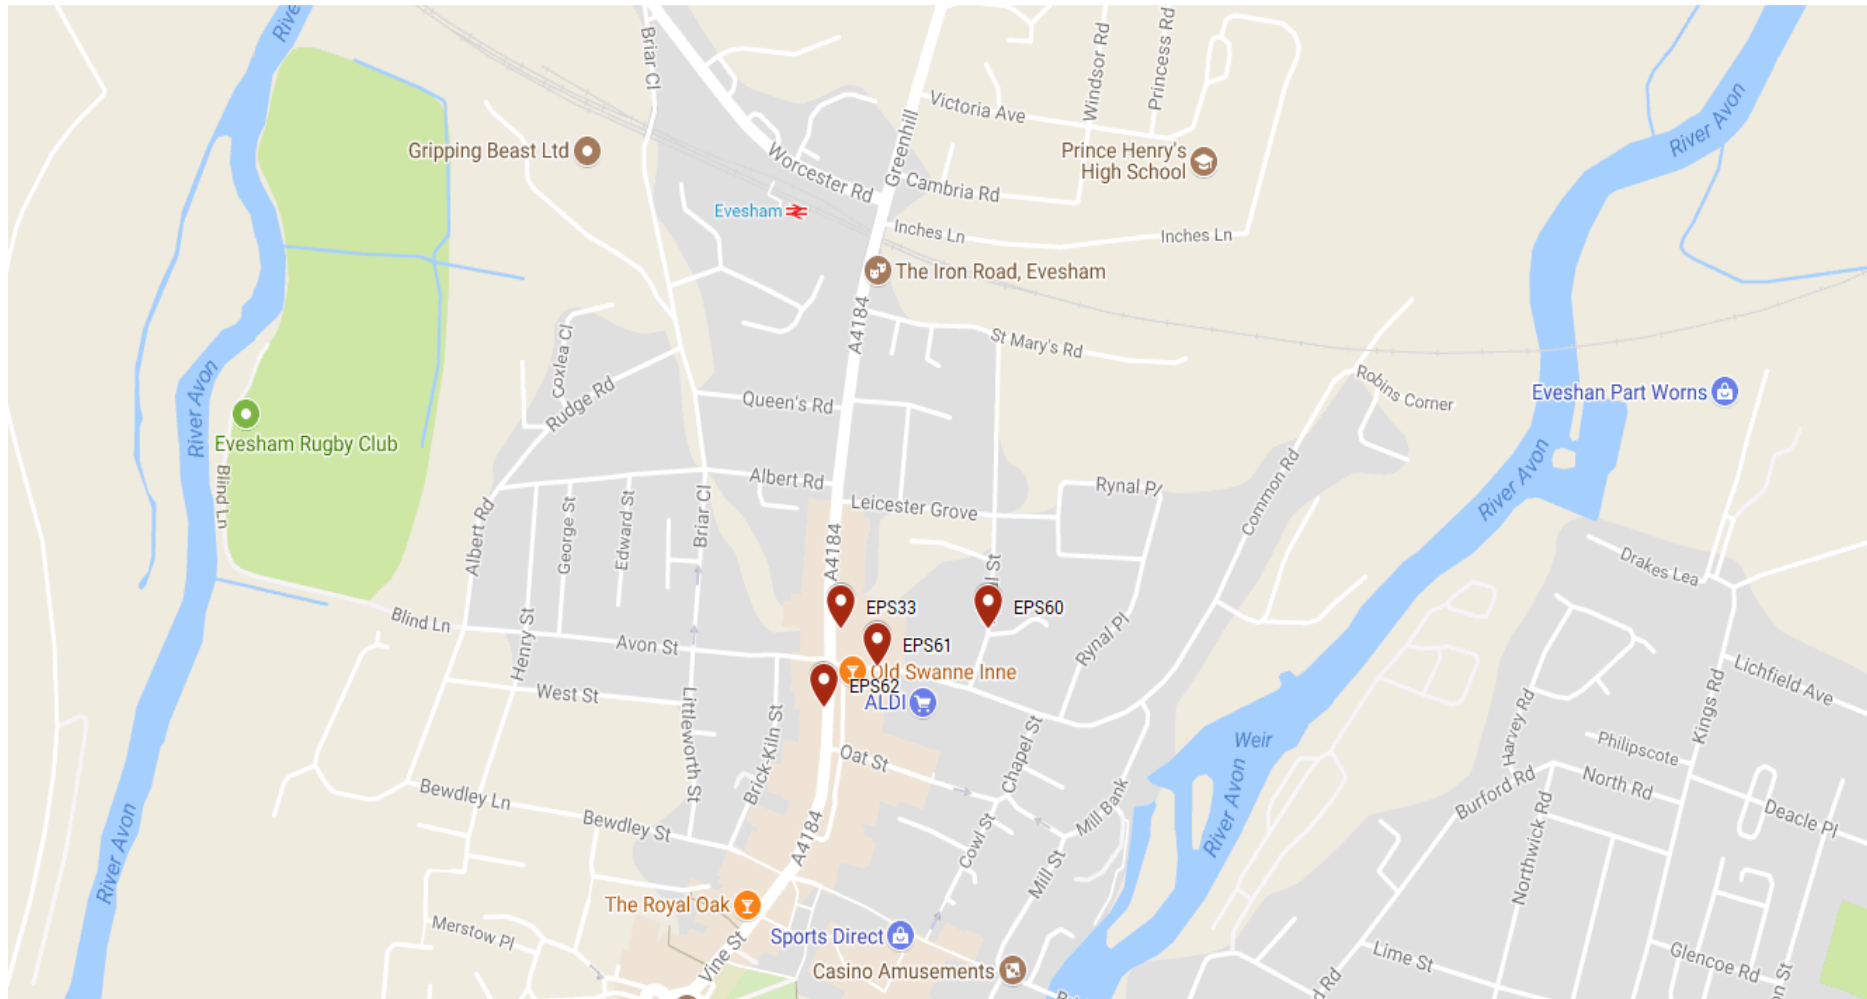 River
Briar Cl
Greenhill
Victoria Ave
Windsor Rd
Princess Rd
River Avon
Gripping Beast Ltd
Worcester Rd
Prince Henry's
High School
Cambria Rd
Evesham
Inches Ln
Inches Ln
The Iron Road, Evesham
A4184
St Mary's Rd
Coxlea Cl
Rudge Rd
Queen's Rd
Robins Corner
Eveshan Part Worns
River Avon
Evesham Rugby Club
Blind Ln
Albert Rd
Albert Rd
George St
Edward St
Briar Cl
Leicester Grove
Rynal Pl
Common Rd
River Avon
A4184
Drakes Lea
EPS33
EPS60
EPS61
EPS62
Blind Ln
Henry St
Avon St
Old Swanne Inne
ALDI
Rynal Pl
West St
Littleworth St
Brick-Kiln St
Oat St
Chapel St
Weir
River Avon
Harvey Rd
Kings Rd
Lichfield Ave
Philipscote
North Rd
Burford Rd
Deacle Pl
Bewdley Ln
Bewdley St
A4184
Cowl St
Mill Bank
Mill St
Northwick Rd
River Avon
The Royal Oak
Merstow Pl
Vine St
Sports Direct
Casino Amusements
Lime St
Glencoe Rd